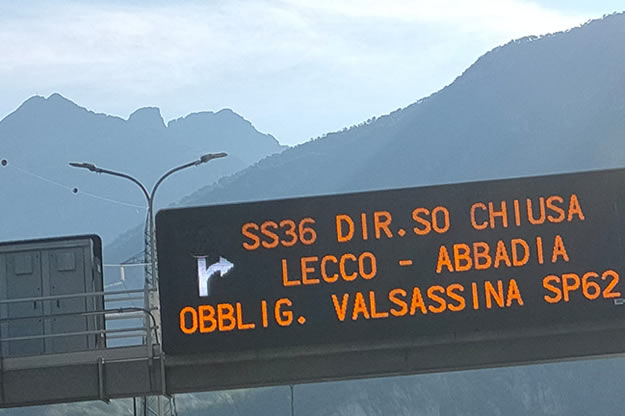 SS36 DIR.SO CHIUSA
LECCO - ABBADIA
OBBLIG. VALSASSINA SP62